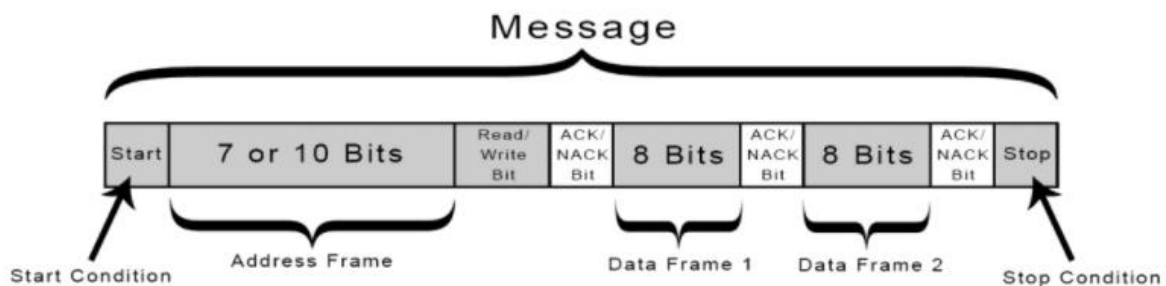 Message
Start
7 or 10 Bits
Read/
Write
Bit
ACK/
NACK
Bit
8 Bits
ACK/
NACK
Bit
8 Bits
ACK/
NACK
Bit
Stop
Start Condition
Address Frame
Data Frame 1
Data Frame 2
Stop Condition